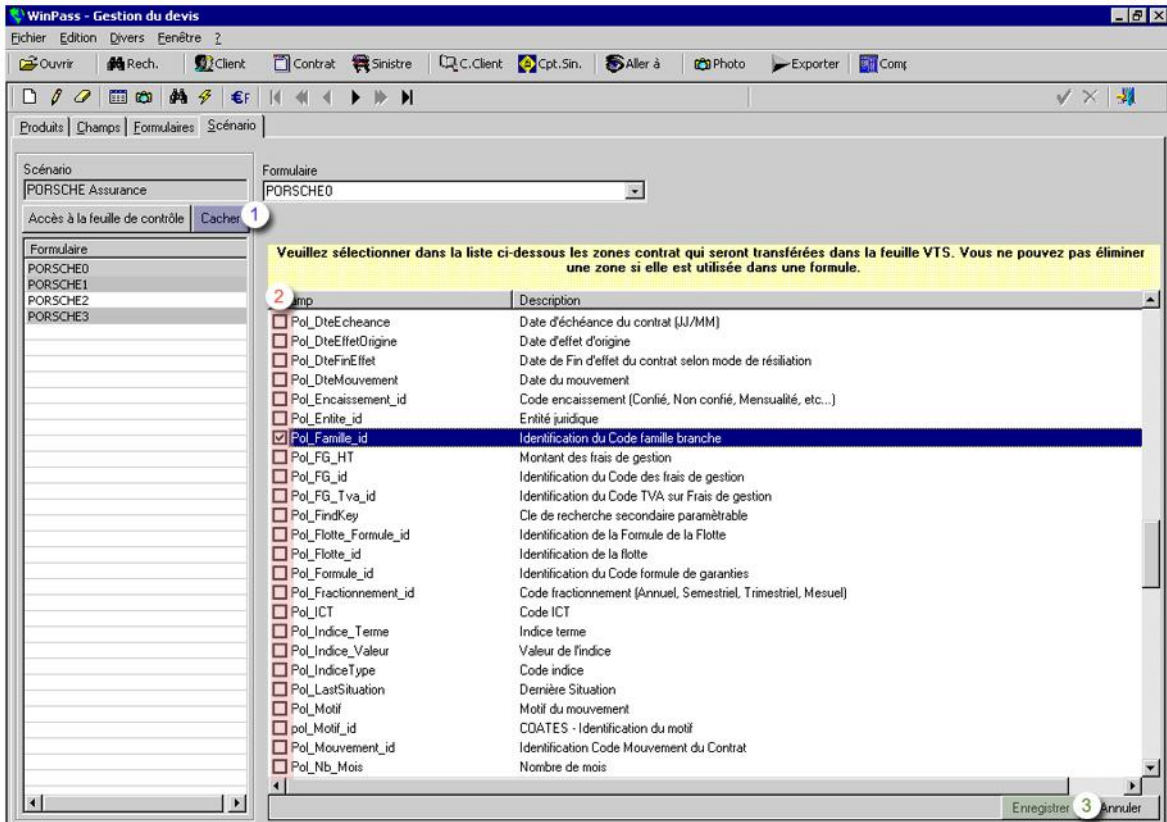 WinPass - Gestion du devis
Fichier Edition Divers Fenêtre ?
Ouvrir Rech. Client Contrat Sinistre C.Client Cpt.Sin. Aller à Photo Exporter Comp
€F
Produits Champs Formulaires Scénario
Scénario
PORSCHE Assurance
Formulaire
PORSCHE0
Accès à la feuille de contrôle Cacher 1
Formulaire
PORSCHE0
PORSCHE1
PORSCHE2
PORSCHE3
Veuillez sélectionner dans la liste ci-dessous les zones contrat qui seront transférées dans la feuille VTS. Vous ne pouvez pas éliminer
une zone si elle est utilisée dans une formule.
2 amp Description
Pol_DteEcheance Date d'échéance du contrat (JJ/MM)
Pol_DteEffetOrigine Date d'effet d'origine
Pol_DteFinEffet Date de Fin d'effet du contrat selon mode de résiliation
Pol_DteMouvement Date du mouvement
Pol_Encaissement_id Code encaissement (Confié, Non confié, Mensualité, etc...)
Pol_Entite_id Entité juridique
Pol_Famille_id Identification du Code famille branche
Pol_FG_HT Montant des frais de gestion
Pol_FG_id Identification du Code des frais de gestion
Pol_FG_Tva_id Identification du Code TVA sur Frais de gestion
Pol_FindKey Cle de recherche secondaire paramètrable
Pol_Flotte_Formule_id Identification de la Formule de la Flotte
Pol_Flotte_id Identification de la flotte
Pol_Formule_id Identification du Code formule de garanties
Pol_Fractionnement_id Code fractionnement (Annuel, Semestriel, Trimestriel, Mesuel)
Pol_ICT Code ICT
Pol_Indice_Terme Indice terme
Pol_Indice_Valeur Valeur de l'indice
Pol_IndiceType Code indice
Pol_LastSituation Dernière Situation
Pol_Motif Motif du mouvement
pol_Motif_id COATES - Identification du motif
Pol_Mouvement_id Identification Code Mouvement du Contrat
Pol_Nb_Mois Nombre de mois
Enregistrer 3 Annuler